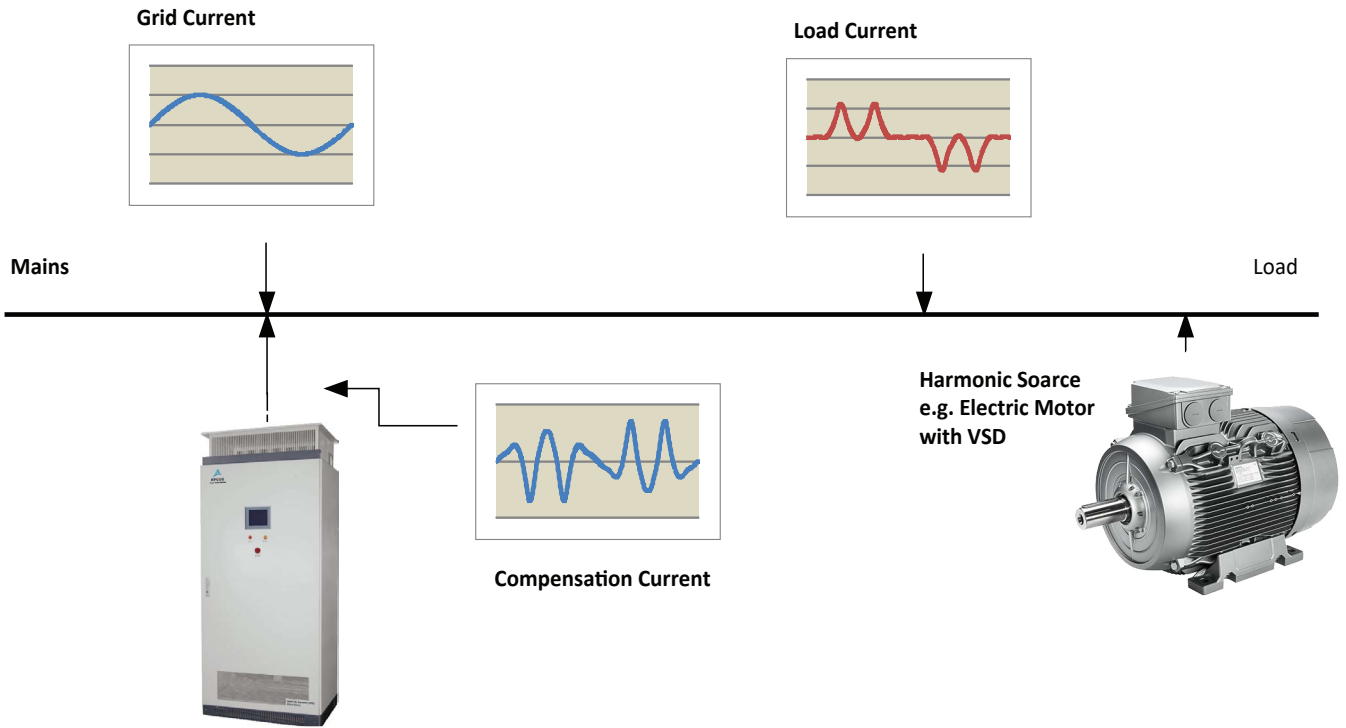 Grid Current
Load Current
Mains
Load
Harmonic Soarce
e.g. Electric Motor
with VSD
Compensation Current